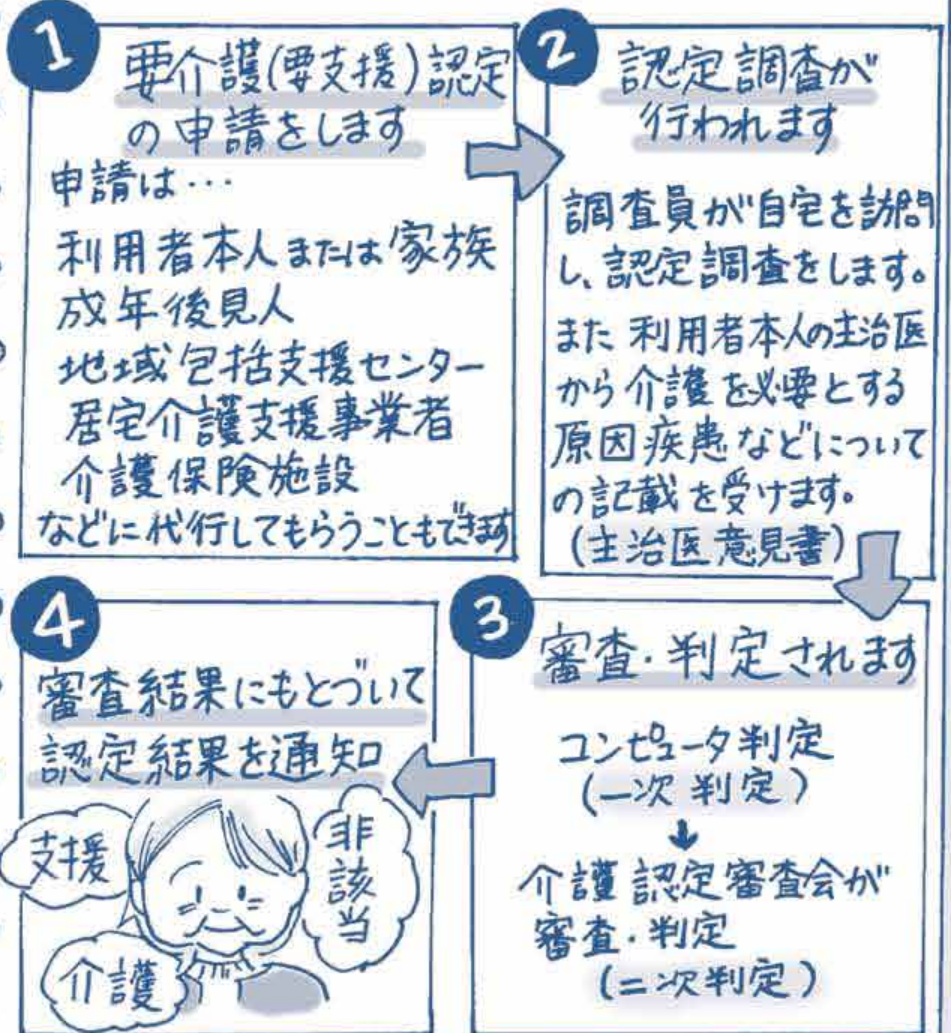 1
要介護(要支援)認定
の申請をします
申請は…
利用者本人または家族
成年後見人
地域包括支援センター
居宅介護支援事業者
介護保険施設
などに代行してもらうこともできます
2
認定調査が
行われます
調査員が自宅を訪問
し、認定調査をします。
また利用者本人の主治医
から介護を必要とする
原因疾患などについて
の記載を受けます。
(主治医意見書)
3
審査・判定されます
コンピュータ判定
(一次判定)
↓
介護認定審査会が
審査・判定
(二次判定)
4
審査結果にもとづいて
認定結果を通知
支援
非該当
介護